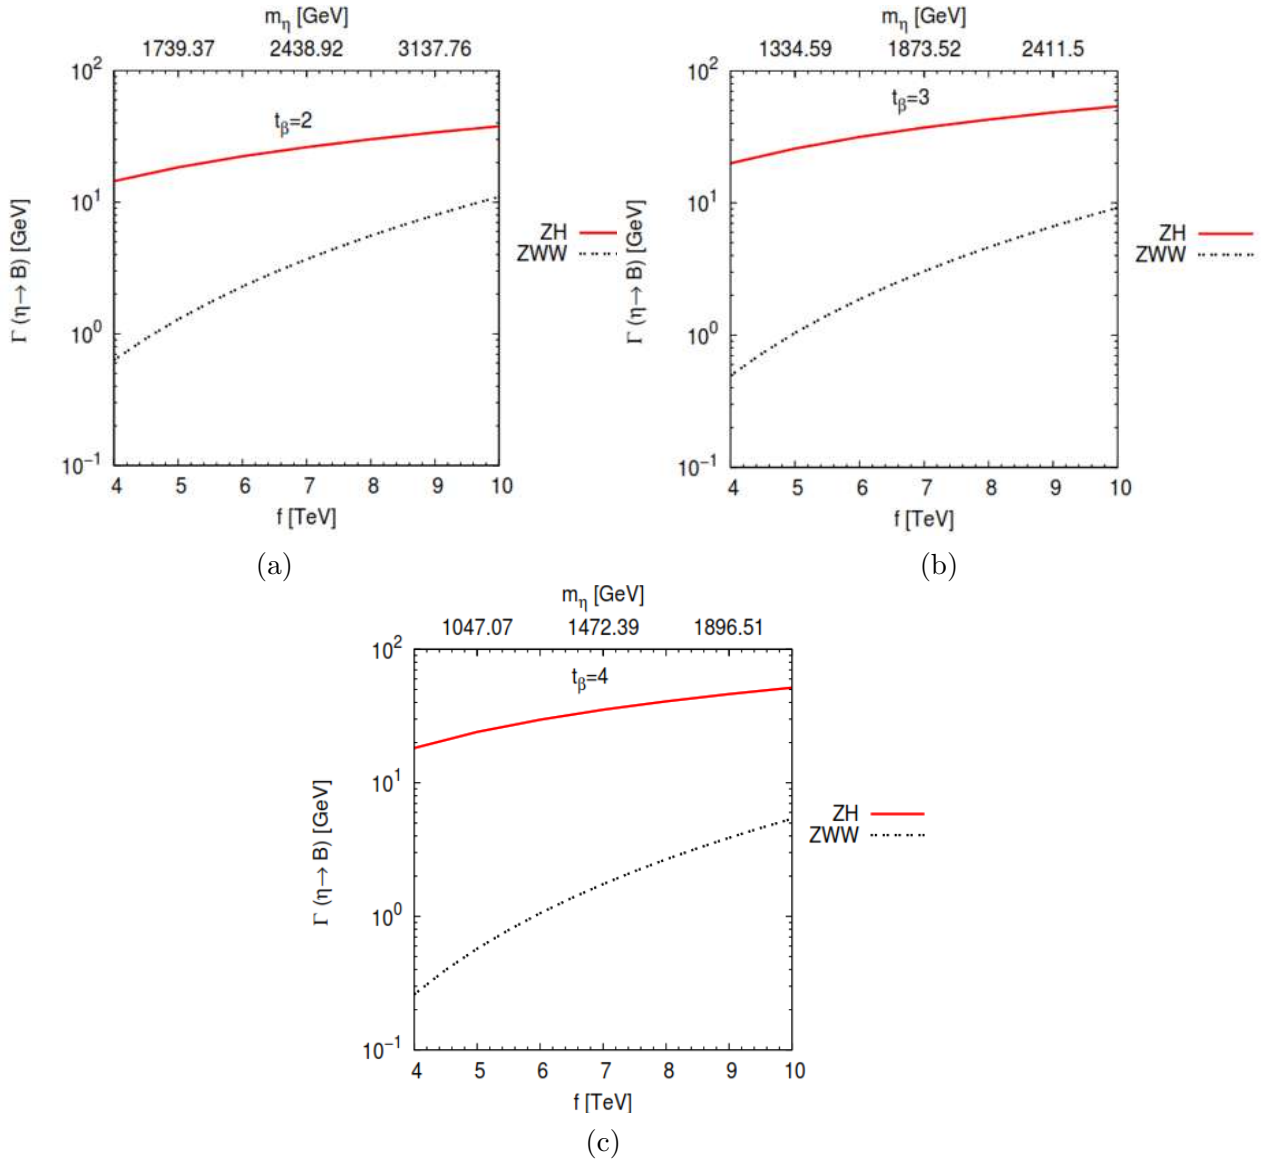 m_η [GeV]
1739.37 2438.92 3137.76
10^2
10^1
10^0
10^-1
t_β=2
Γ (η→ B) [GeV]
ZH
ZWW
4 5 6 7 8 9 10
f [TeV]
(a)
m_η [GeV]
1334.59 1873.52 2411.5
10^2
10^1
10^0
10^-1
t_β=3
Γ (η→ B) [GeV]
ZH
ZWW
4 5 6 7 8 9 10
f [TeV]
(b)
m_η [GeV]
1047.07 1472.39 1896.51
10^2
10^1
10^0
10^-1
t_β=4
Γ (η→ B) [GeV]
ZH
ZWW
4 5 6 7 8 9 10
f [TeV]
(c)